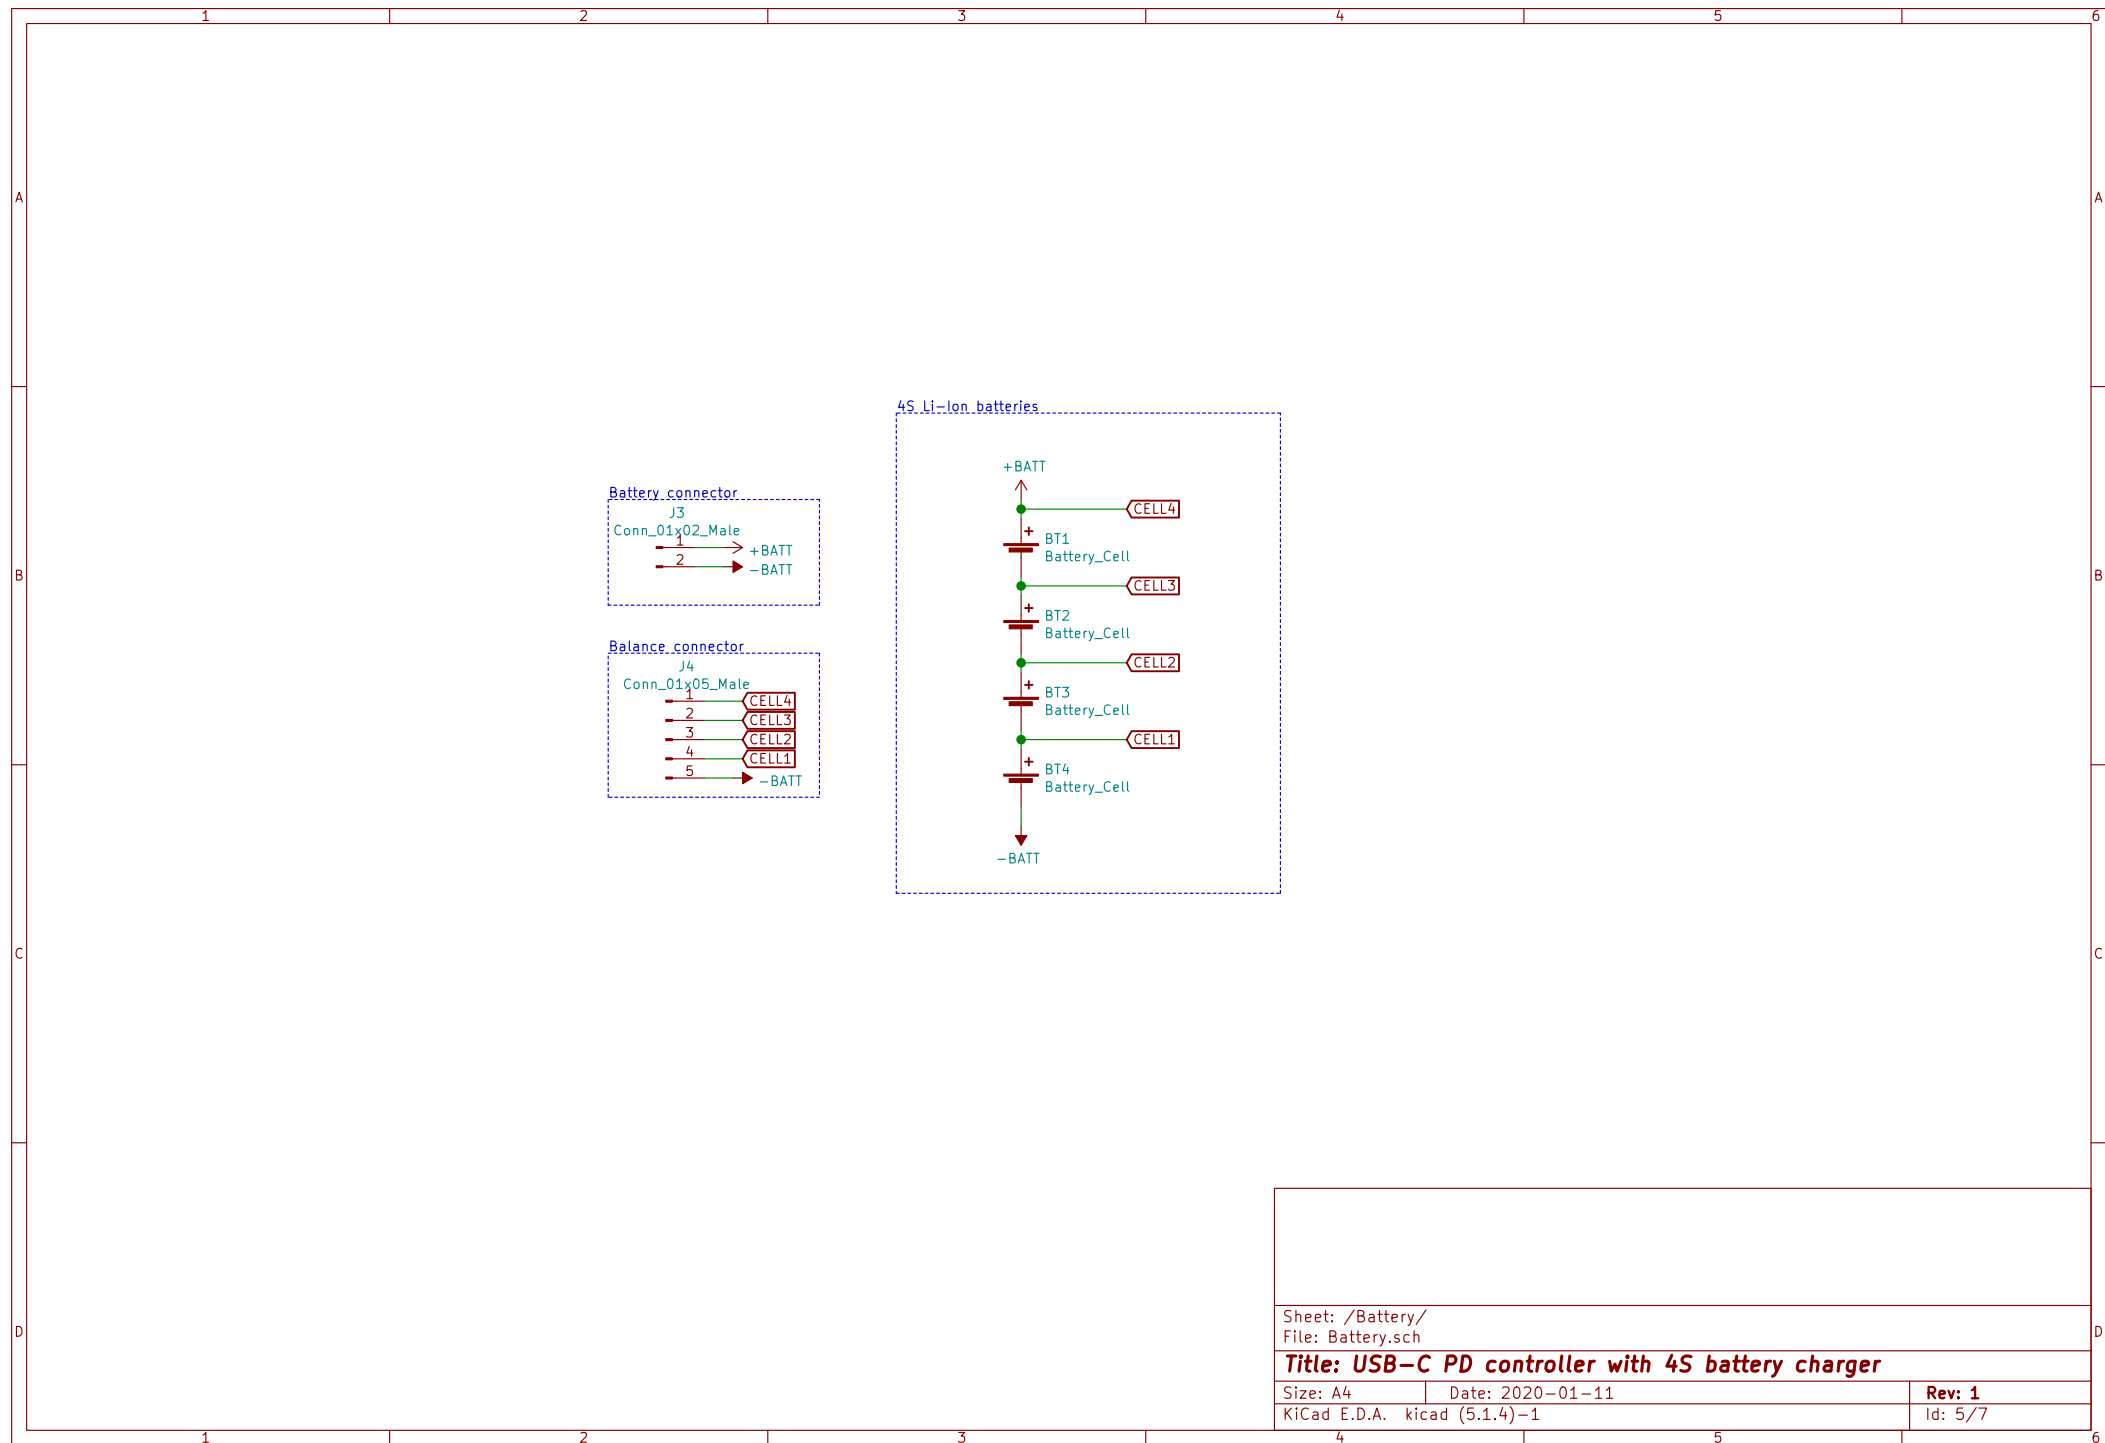 1 2 3 4 5 6
A A
4S Li-Ion batteries
+BATT
CELL4
BT1
Battery_Cell
CELL3
BT2
Battery_Cell
CELL2
BT3
Battery_Cell
CELL1
BT4
Battery_Cell
-BATT
Battery connector
J3
Conn_01x02_Male
1 +BATT
2 -BATT
B B
Balance connector
J4
Conn_01x05_Male
1 CELL4
2 CELL3
3 CELL2
4 CELL1
5 -BATT
+
+
+
+
C C
D D
Sheet: /Battery/
File: Battery.sch
Title: USB-C PD controller with 4S battery charger
Size: A4 Date: 2020-01-11 Rev: 1
KiCad E.D.A. kicad (5.1.4)-1 Id: 5/7
1 2 3 4 5 6